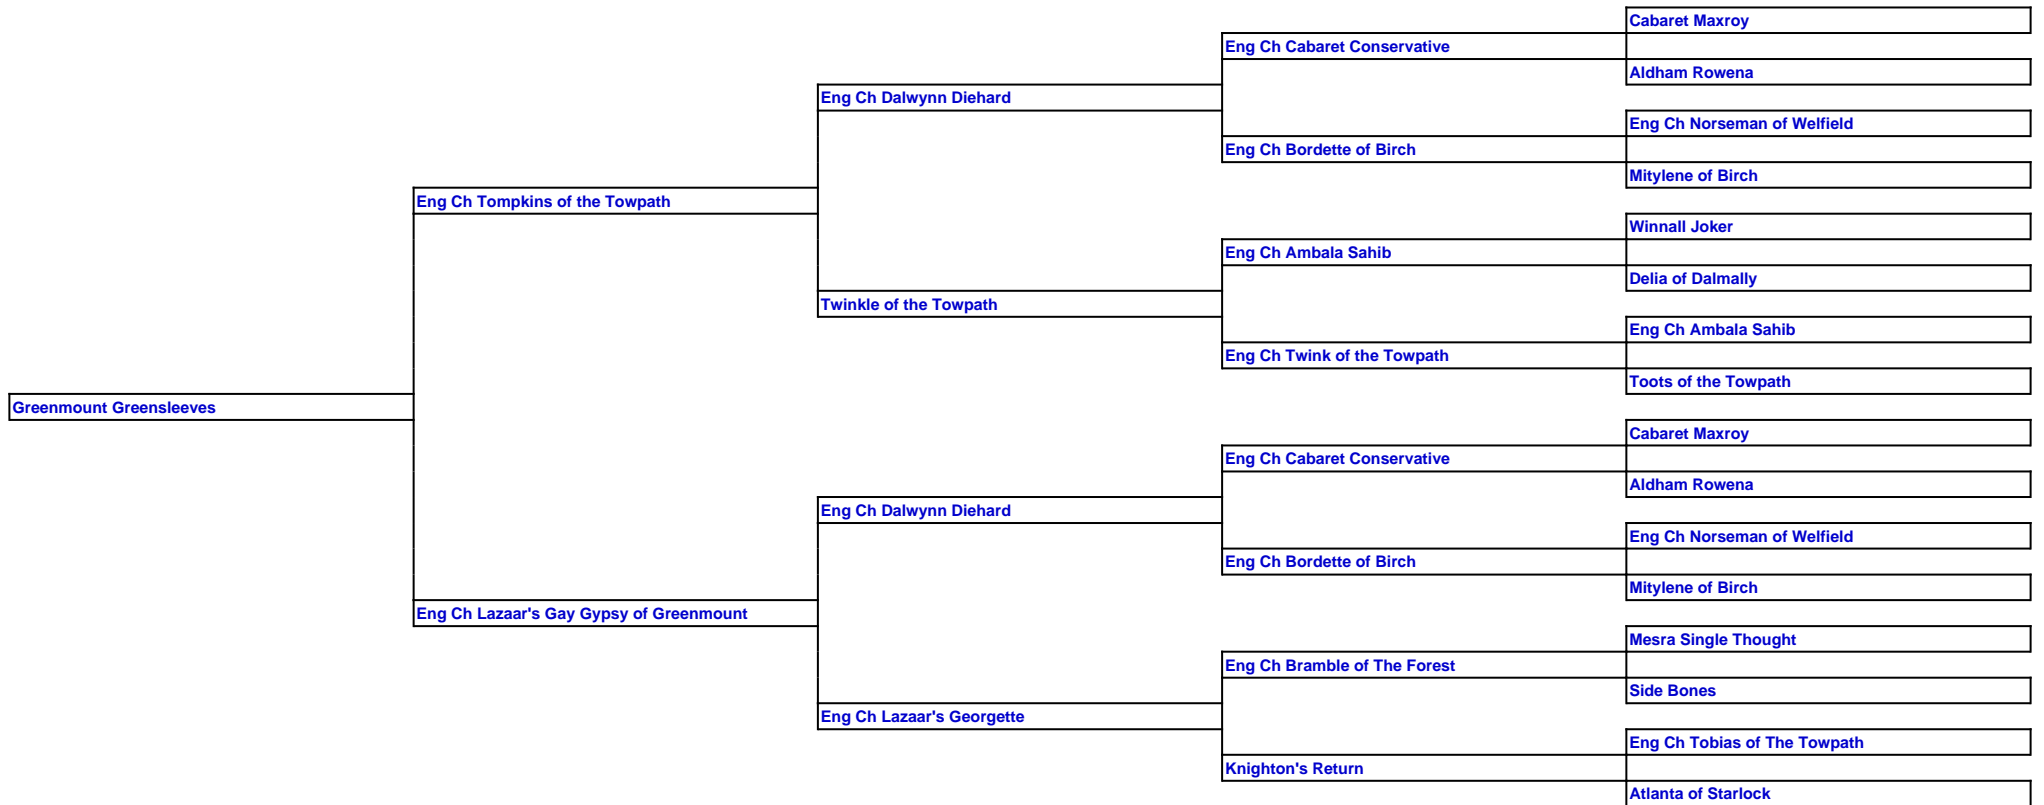 Cabaret Maxroy
Eng Ch Cabaret Conservative
Aldham Rowena
Eng Ch Dalwynn Diehard
Eng Ch Norseman of Welfield
Eng Ch Bordette of Birch
Mitylene of Birch
Eng Ch Tompkins of the Towpath
Winnall Joker
Eng Ch Ambala Sahib
Delia of Dalmally
Twinkle of the Towpath
Eng Ch Ambala Sahib
Eng Ch Twink of the Towpath
Toots of the Towpath
Greenmount Greensleeves
Cabaret Maxroy
Eng Ch Cabaret Conservative
Aldham Rowena
Eng Ch Dalwynn Diehard
Eng Ch Norseman of Welfield
Eng Ch Bordette of Birch
Mitylene of Birch
Eng Ch Lazaar's Gay Gypsy of Greenmount
Mesra Single Thought
Eng Ch Bramble of The Forest
Side Bones
Eng Ch Lazaar's Georgette
Eng Ch Tobias of The Towpath
Knighton's Return
Atlanta of Starlock